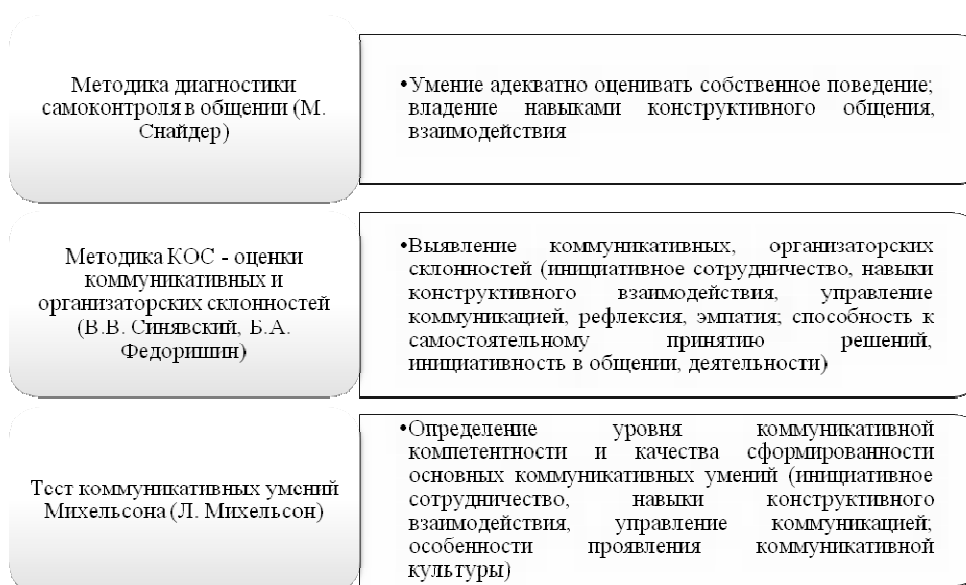 Методика диагностики
самоконтроля в общении (М.
Снайдер)
•Умение адекватно оценивать собственное поведение;
владение навыками конструктивного общения,
взаимодействия
Методика КОС - оценки
коммуникативных и
организаторских склонностей
(В.В. Синявский, Б.А.
Федоришин)
•Выявление коммуникативных, организаторских
склонностей (инициативное сотрудничество, навыки
конструктивного взаимодействия, управление
коммуникацией, рефлексия, эмпатия; способность к
самостоятельному принятию решений,
инициативность в общении, деятельности)
Тест коммуникативных умений
Михельсона (Л. Михельсон)
•Определение уровня коммуникативной
компетентности и качества сформированности
основных коммуникативных умений (инициативное
сотрудничество, навыки конструктивного
взаимодействия, управление коммуникацией;
особенности проявления коммуникативной
культуры)